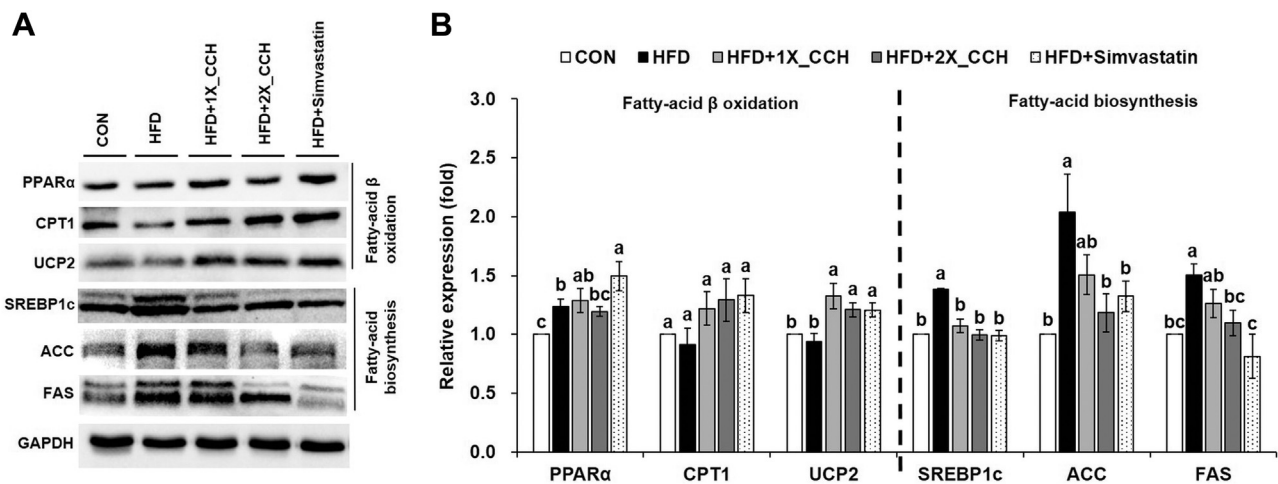 A
CON
HFD
HFD+1X_CCH
HFD+2X_CCH
HFD+Simvastatin
PPARα
CPT1
UCP2
SREBP1c
ACC
FAS
GAPDH
Fatty-acid β
oxidation
Fatty-acid
biosynthesis
B
CON HFD HFD+1X_CCH HFD+2X_CCH HFD+Simvastatin
Fatty-acid β oxidation
Fatty-acid biosynthesis
Relative expression (fold)
3.0
2.5
2.0
1.5
1.0
0.5
0.0
c b ab bc a
a a a a a
b b a a a
b a b b b
b a ab b b
bc a ab bc c
PPARα CPT1 UCP2 SREBP1c ACC FAS